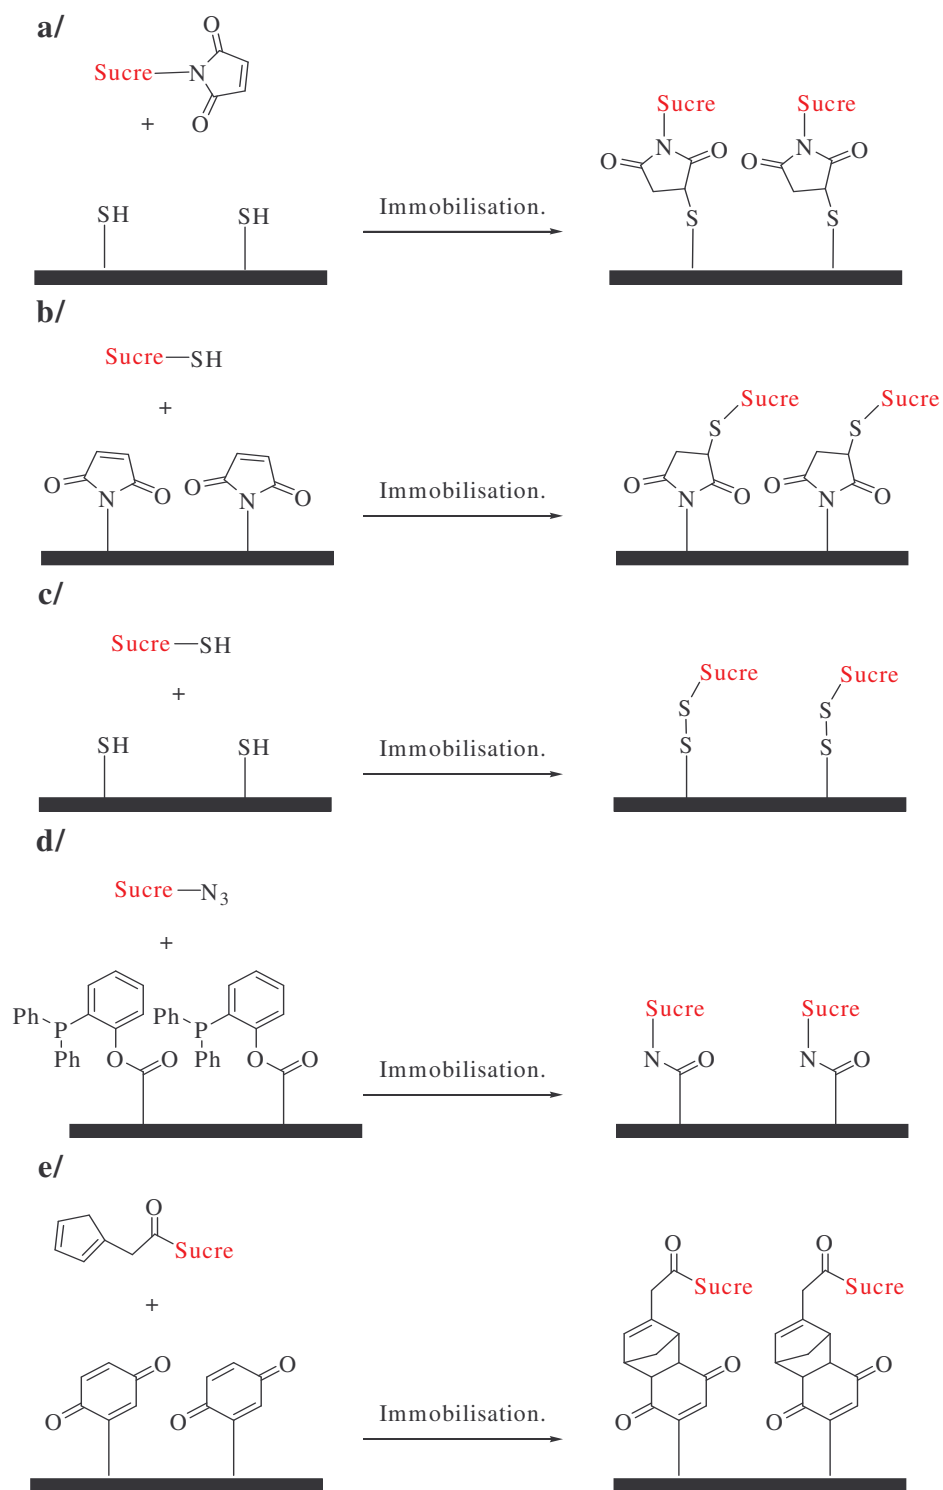 a/
O
Sucre
N
+
O
SH
SH
Immobilisation.
Sucre
Sucre
N
N
O
O
O
O
S
S
b/
Sucre
SH
+
O
O
O
O
N
N
Immobilisation.
Sucre
Sucre
S
S
O
O
O
O
N
N
c/
Sucre
SH
+
SH
SH
Immobilisation.
Sucre
Sucre
S
S
S
S
d/
Sucre
N3
+
Ph
P
Ph
P
Ph
O
O
Ph
O
O
Immobilisation.
Sucre
Sucre
N
O
N
O
e/
O
Sucre
+
O
O
O
O
Immobilisation.
O
O
Sucre
Sucre
O
O
O
O